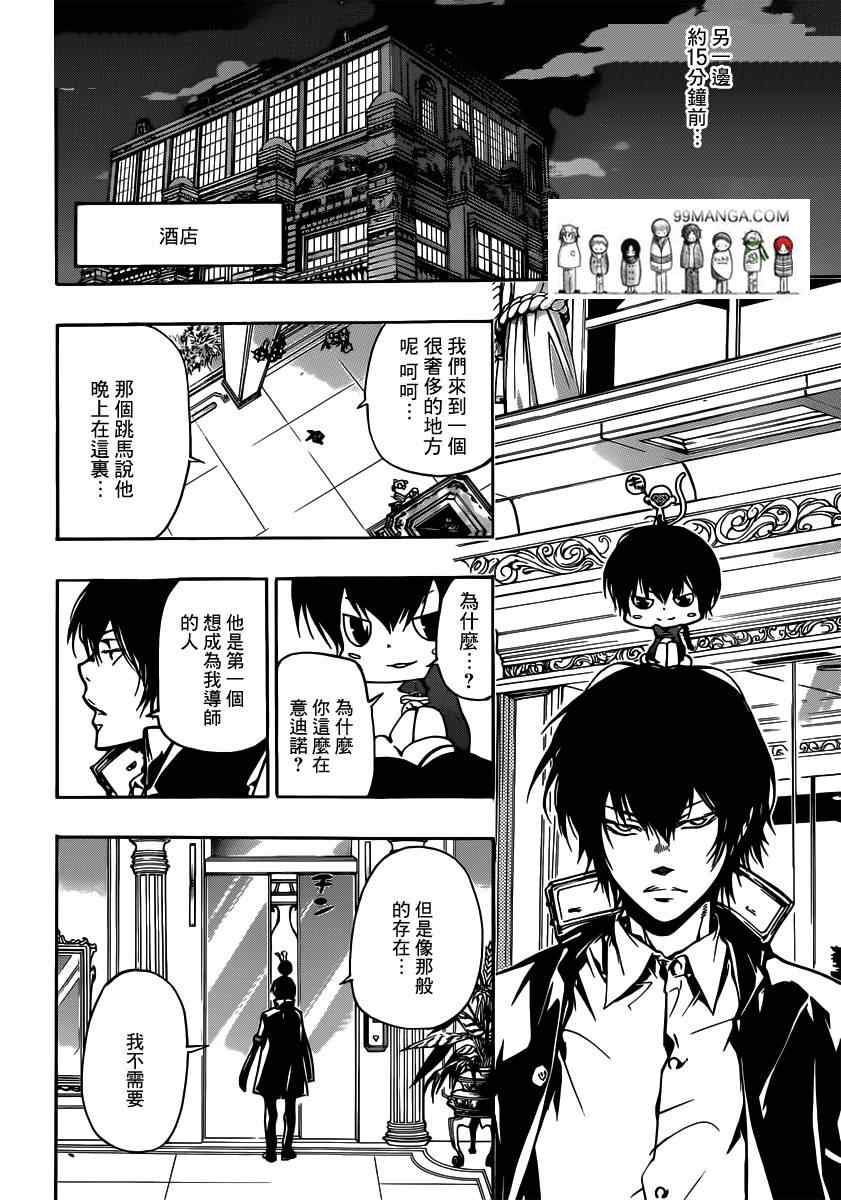 另一邊
約15分鐘前…
99MANGA.COM
酒店
我們來到一個
很奢侈的地方
呢 呵呵…
那個跳馬說他
晚上在這裏…
為什麼…?
為什麼
你這麼在
意迪諾?
他是第一個
想成為我導師
的人
チン
但是像那般
的存在…
我不需要